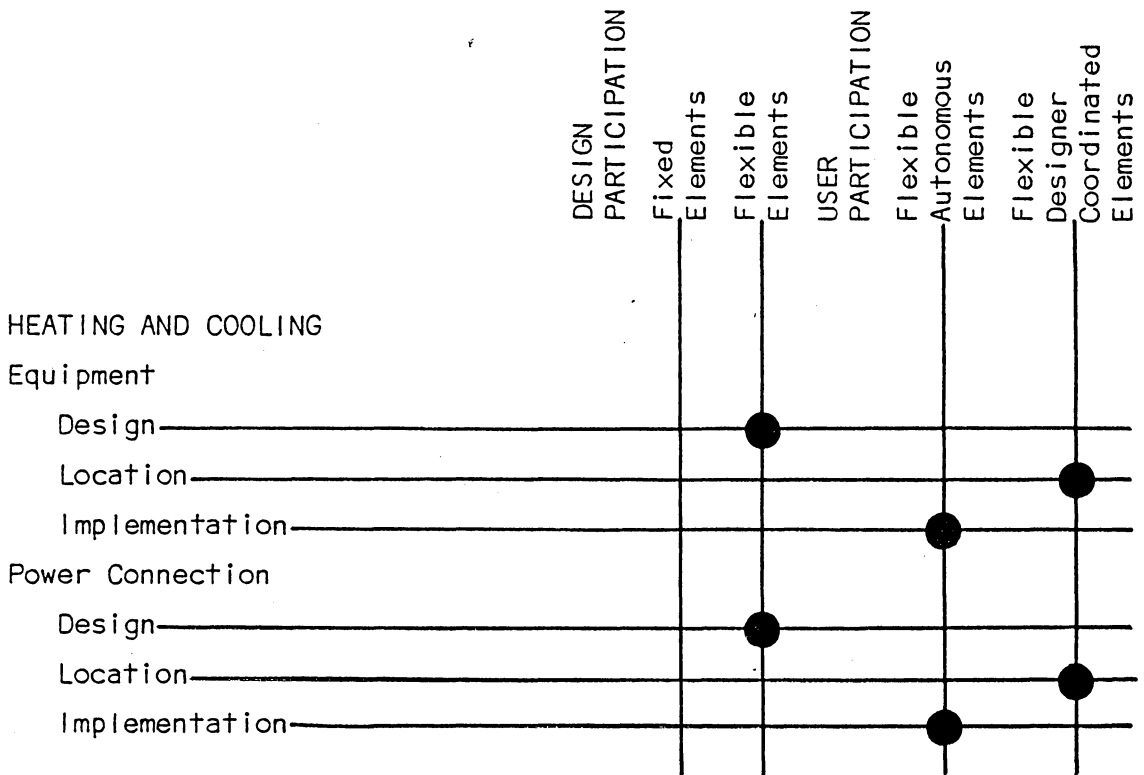 DESIGN
PARTICIPATION
Fixed
Elements
Flexible
Elements
USER
PARTICIPATION
Flexible
Autonomous
Elements
Flexible
Designer
Coordinated
Elements
HEATING AND COOLING
Equipment
Design
Location
Implementation
Power Connection
Design
Location
Implementation